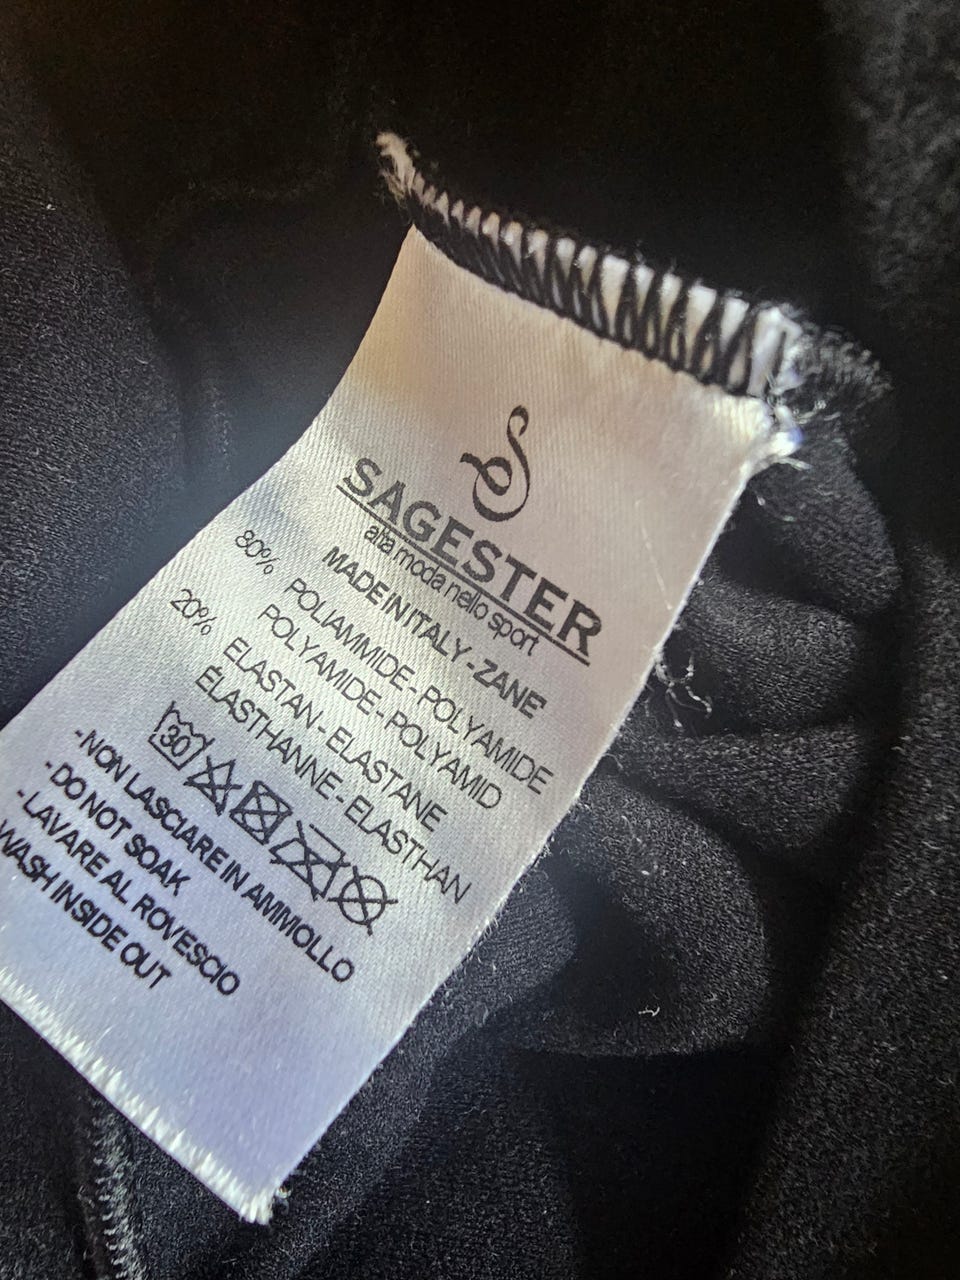 SAGESTER
alta moda nello sport
MADE IN ITALY - ZANE
80% POLIAMMIDE - POLYAMIDE
POLYAMIDE - POLYAMID
20% ELASTAN - ELASTANE
ÉLASTHANNE - ELASTHAN
30
-NON LASCIARE IN AMMOLLO
-DO NOT SOAK
-LAVARE AL ROVESCIO
WASH INSIDE OUT